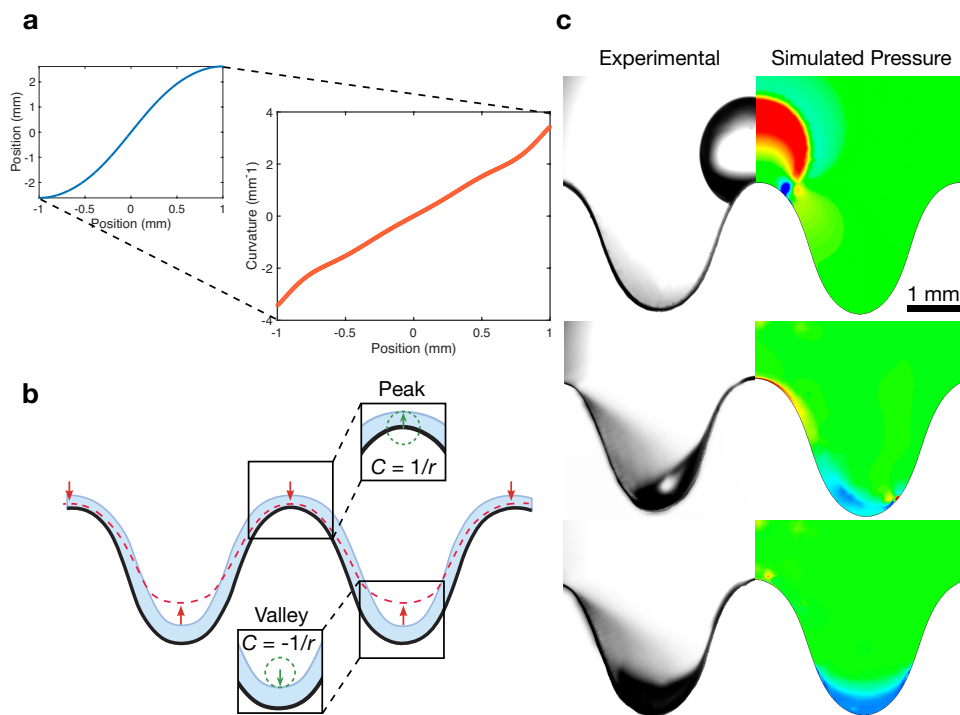 a
Position (mm)
2
1
0
-1
-2
-1
-0.5
0
0.5
1
Position (mm)
Curvature (mm-1)
4
2
0
-2
-4
-1
-0.5
0
0.5
1
Position (mm)
b
Peak
C = 1/r
Valley
C = -1/r
c
Experimental
Simulated Pressure
1 mm